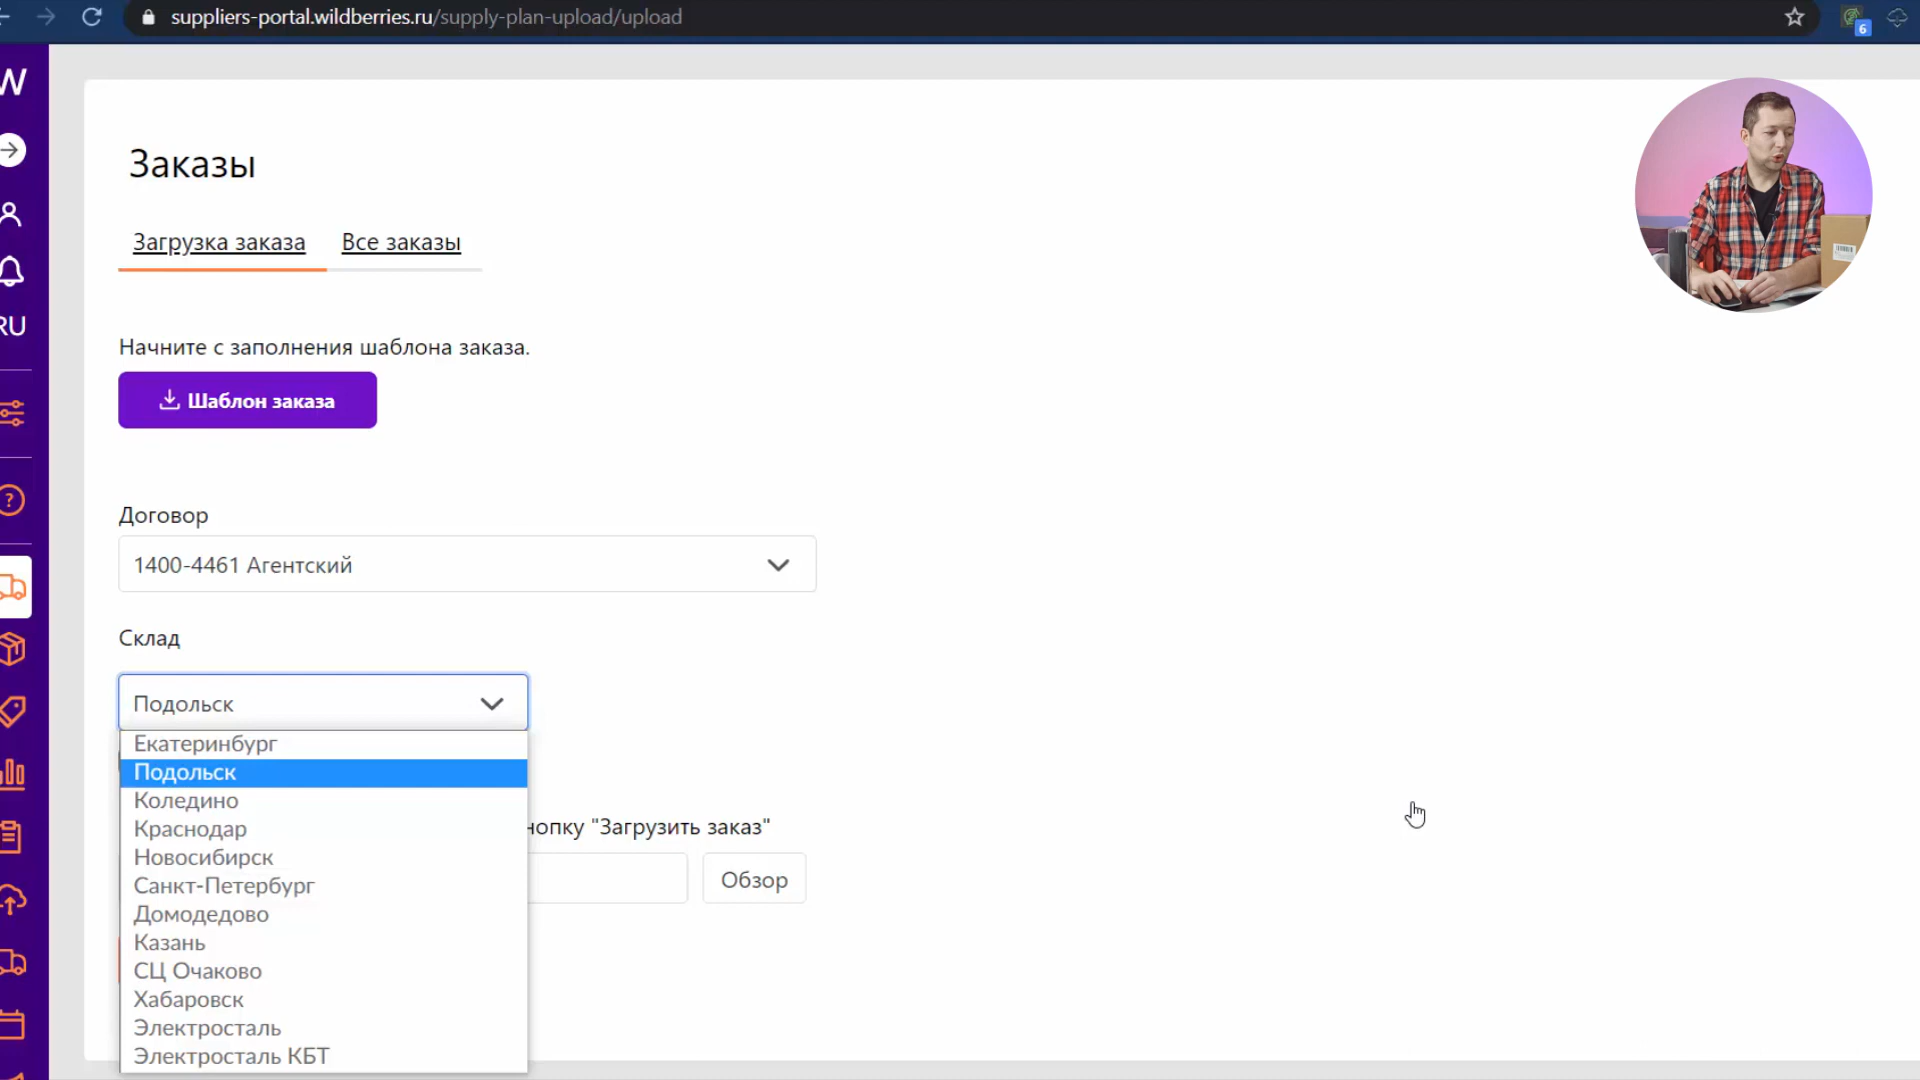 suppliers-portal.wildberries.ru/supply-plan-upload/upload
6
W
RU
Заказы
Загрузка заказа Все заказы
Начните с заполнения шаблона заказа.
Шаблон заказа
Договор
1400-4461 Агентский
Склад
Подольск
Екатеринбург
Подольск
Коледино
Краснодар
нопку "Загрузить заказ"
Новосибирск
Обзор
Санкт-Петербург
Домодедово
Казань
СЦ Очаково
Хабаровск
Электросталь
Электросталь КБТ